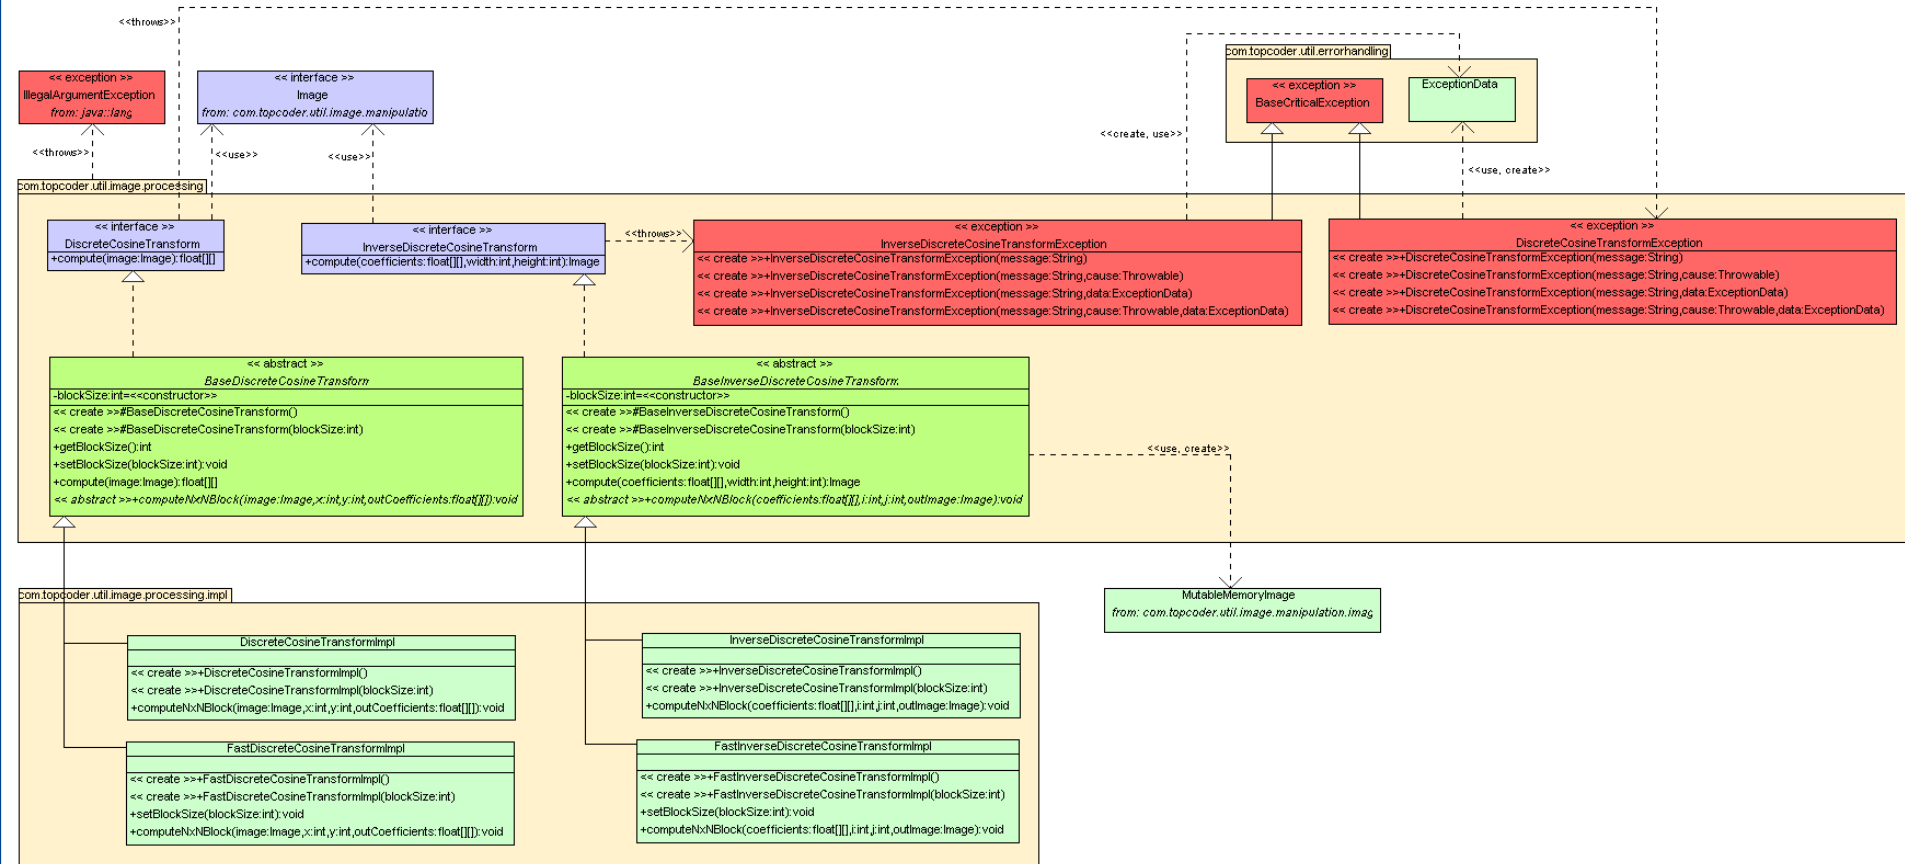 <<throws>>
com.topcoder.util.errorhandling
<< exception >>
IllegalArgumentException
from: java::lang
<< interface >>
Image
from: com.topcoder.util.image.manipulatio
<< exception >>
BaseCriticalException
ExceptionData
<<create, use>>
<<throws>>
<<use>>
<<use>>
<<use, create>>
com.topcoder.util.image.processing
<< interface >>
DiscreteCosineTransform
+compute(image:Image):float[][]
<< interface >>
InverseDiscreteCosineTransform
+compute(coefficients:float[][],width:int,height:int):Image
<<throws>>
<< exception >>
InverseDiscreteCosineTransformException
<< create >>+InverseDiscreteCosineTransformException(message:String)
<< create >>+InverseDiscreteCosineTransformException(message:String,cause:Throwable)
<< create >>+InverseDiscreteCosineTransformException(message:String,data:ExceptionData)
<< create >>+InverseDiscreteCosineTransformException(message:String,cause:Throwable,data:ExceptionData)
<< exception >>
DiscreteCosineTransformException
<< create >>+DiscreteCosineTransformException(message:String)
<< create >>+DiscreteCosineTransformException(message:String,cause:Throwable)
<< create >>+DiscreteCosineTransformException(message:String,data:ExceptionData)
<< create >>+DiscreteCosineTransformException(message:String,cause:Throwable,data:ExceptionData)
<< abstract >>
BaseDiscreteCosineTransform
-blockSize:int=<<constructor>>
<< create >>#BaseDiscreteCosineTransform()
<< create >>#BaseDiscreteCosineTransform(blockSize:int)
+getBlockSize():int
+setBlockSize(blockSize:int):void
+compute(image:Image):float[][]
<< abstract >>+computeNxNBlock(image:Image,x:int,y:int,outCoefficients:float[][]):void
<< abstract >>
BaseInverseDiscreteCosineTransform
-blockSize:int=<<constructor>>
<< create >>#BaseInverseDiscreteCosineTransform()
<< create >>#BaseInverseDiscreteCosineTransform(blockSize:int)
+getBlockSize():int
+setBlockSize(blockSize:int):void
+compute(coefficients:float[][],width:int,height:int):Image
<< abstract >>+computeNxNBlock(coefficients:float[][],i:int,j:int,outImage:Image):void
<<use, create>>
MutableMemoryImage
from: com.topcoder.util.image.manipulation.imag
com.topcoder.util.image.processing.impl
DiscreteCosineTransformImpl
<< create >>+DiscreteCosineTransformImpl()
<< create >>+DiscreteCosineTransformImpl(blockSize:int)
+computeNxNBlock(image:Image,x:int,y:int,outCoefficients:float[][]):void
InverseDiscreteCosineTransformImpl
<< create >>+InverseDiscreteCosineTransformImpl()
<< create >>+InverseDiscreteCosineTransformImpl(blockSize:int)
+computeNxNBlock(coefficients:float[][],i:int,j:int,outImage:Image):void
FastDiscreteCosineTransformImpl
<< create >>+FastDiscreteCosineTransformImpl()
<< create >>+FastDiscreteCosineTransformImpl(blockSize:int)
+setBlockSize(blockSize:int):void
+computeNxNBlock(image:Image,x:int,y:int,outCoefficients:float[][]):void
FastInverseDiscreteCosineTransformImpl
<< create >>+FastInverseDiscreteCosineTransformImpl()
<< create >>+FastInverseDiscreteCosineTransformImpl(blockSize:int)
+setBlockSize(blockSize:int):void
+computeNxNBlock(coefficients:float[][],i:int,j:int,outImage:Image):void